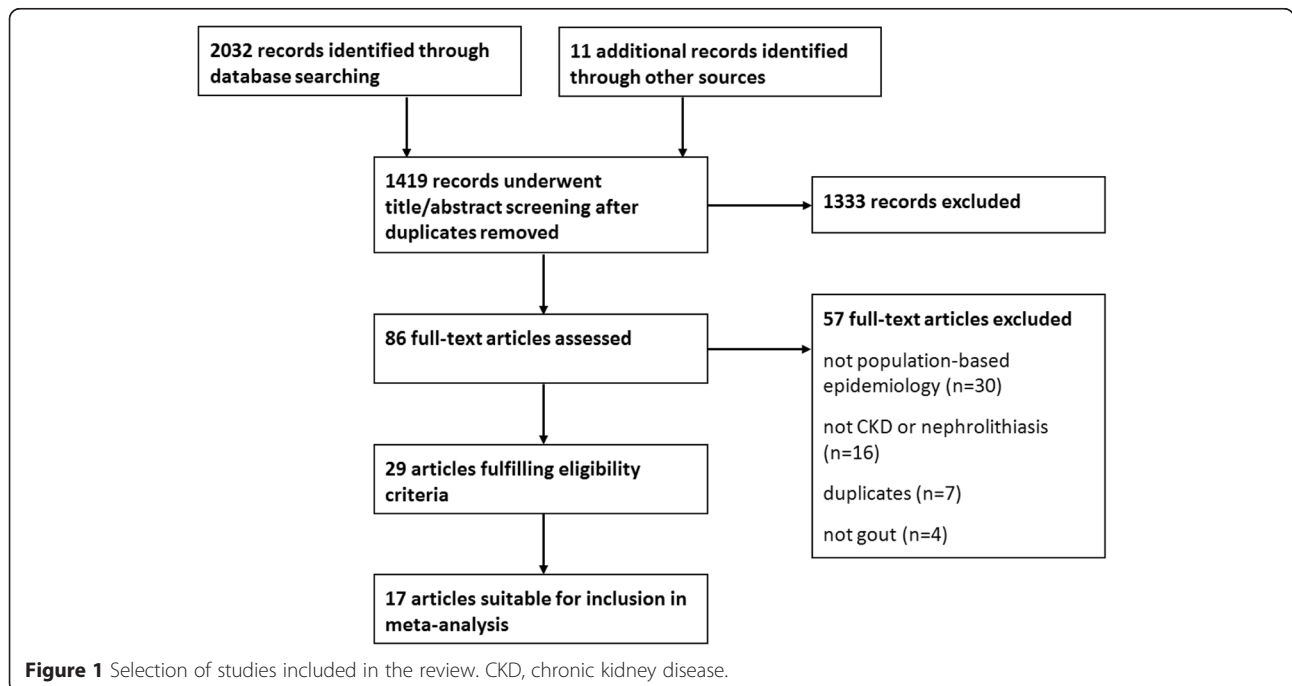 2032 records identified through
database searching
11 additional records identified
through other sources
1419 records underwent
title/abstract screening after
duplicates removed
1333 records excluded
86 full-text articles assessed
57 full-text articles excluded
not population-based
epidemiology (n=30)
not CKD or nephrolithiasis
(n=16)
duplicates (n=7)
not gout (n=4)
29 articles fulfilling eligibility
criteria
17 articles suitable for inclusion in
meta-analysis
Figure 1 Selection of studies included in the review. CKD, chronic kidney disease.